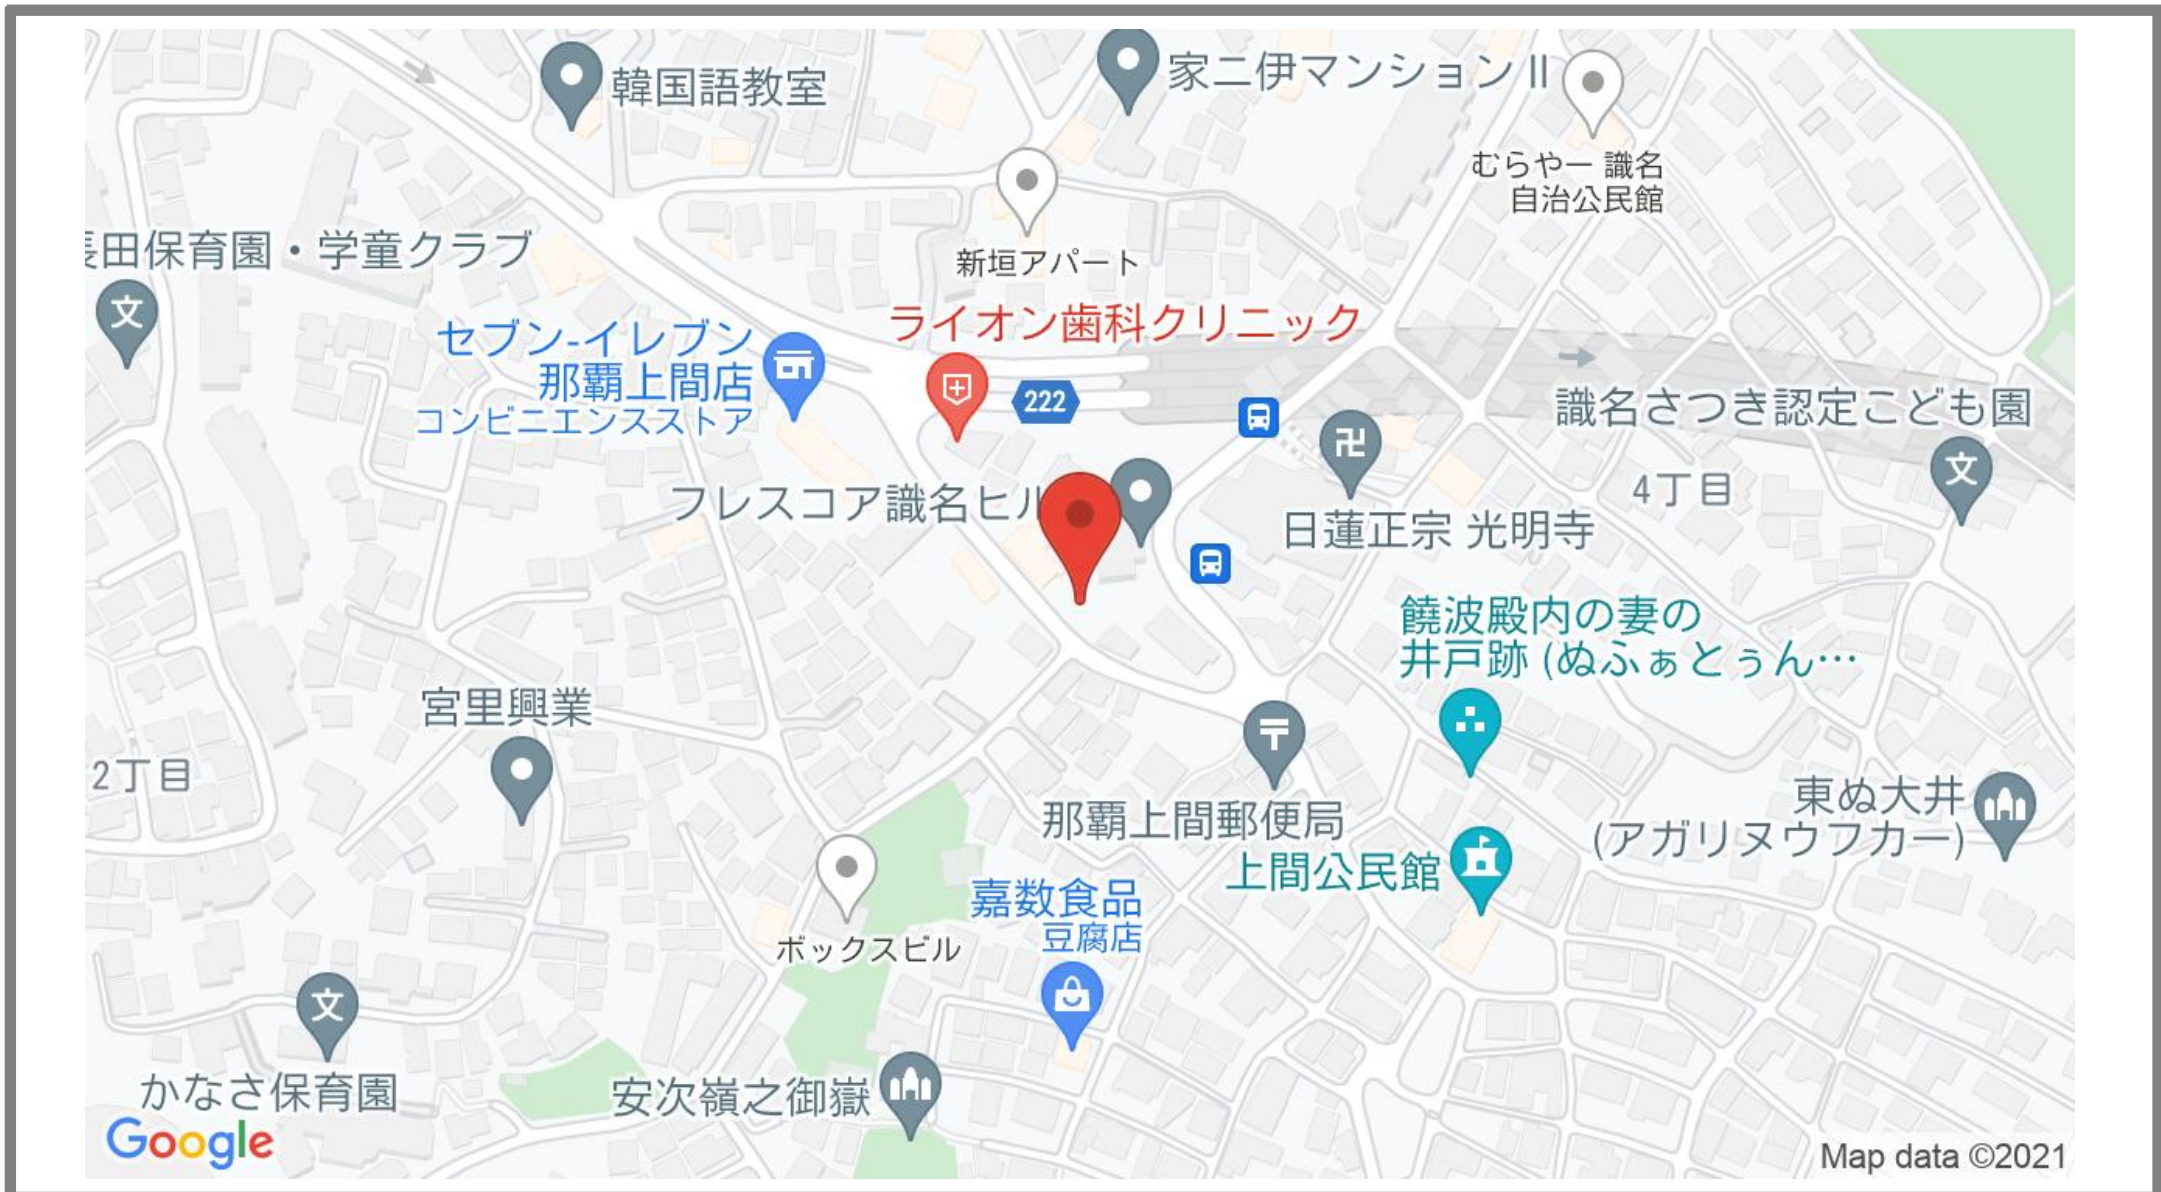 韓国語教室
家二伊マンションⅡ
むらやー 識名
自治公民館
長田保育園・学童クラブ
文
新垣アパート
ライオン歯科クリニック
セブン-イレブン
那覇上間店
コンビニエンスストア
222
識名さつき認定こども園
文
卍
フレスコア識名ヒル
4丁目
日蓮正宗 光明寺
饒波殿内の妻の
井戸跡 (ぬふぁとぅん…
宮里興業
〒
2丁目
東ぬ大井
(アガリヌウフカー)
那覇上間郵便局
上間公民館
嘉数食品
豆腐店
ボックスビル
文
かなさ保育園
安次嶺之御嶽
Google
Map data ©2021